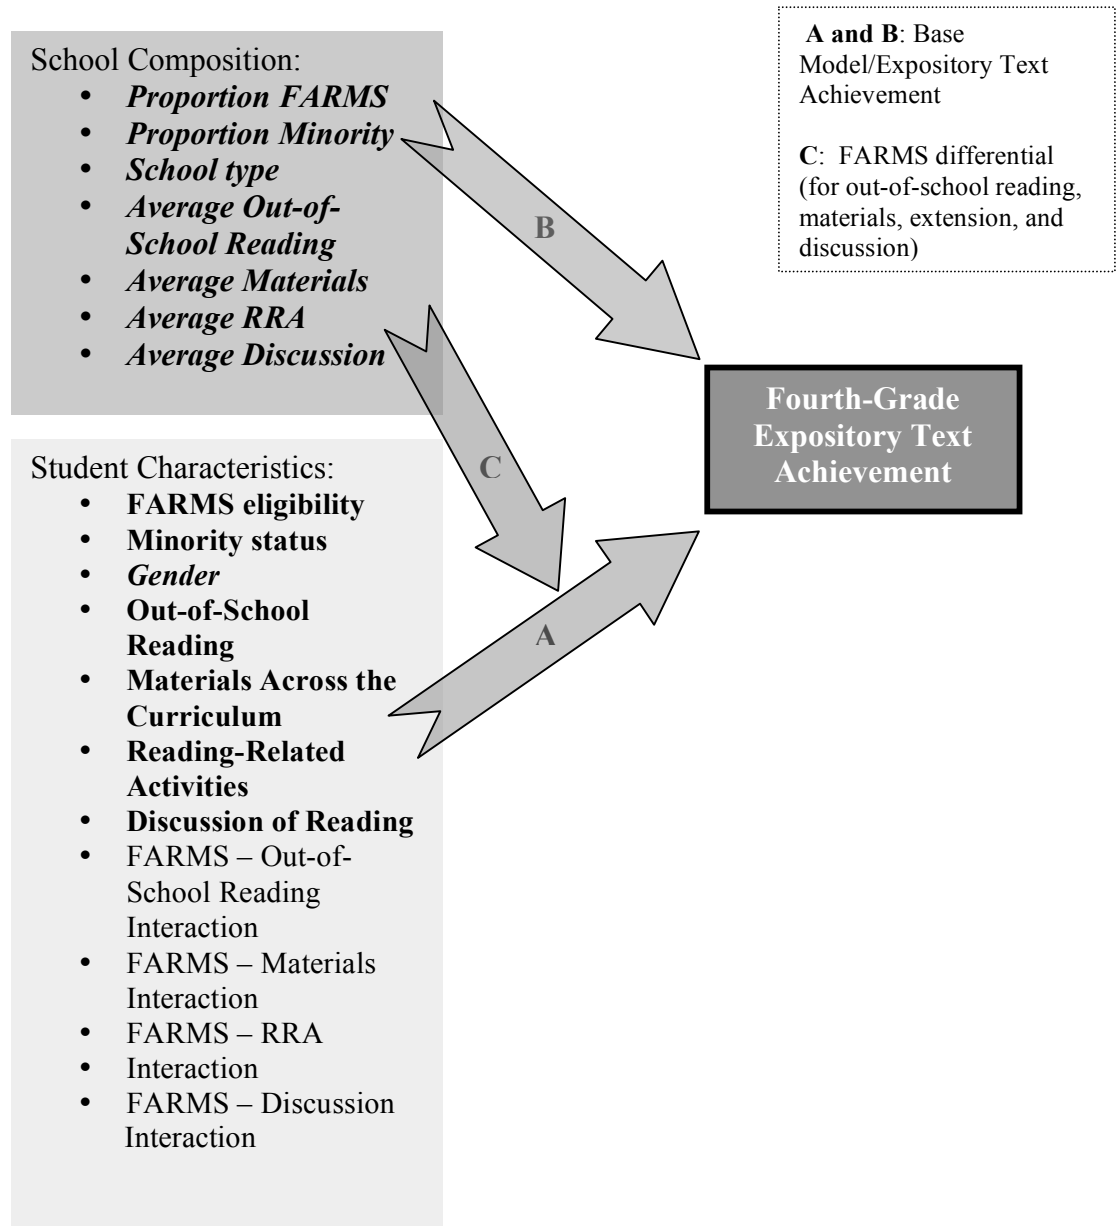 School Composition:
• Proportion FARMS
• Proportion Minority
• School type
• Average Out-of-
School Reading
• Average Materials
• Average RRA
• Average Discussion
Student Characteristics:
• FARMS eligibility
• Minority status
• Gender
• Out-of-School
Reading
• Materials Across the
Curriculum
• Reading-Related
Activities
• Discussion of Reading
• FARMS – Out-of-
School Reading
Interaction
• FARMS – Materials
Interaction
• FARMS – RRA
• Interaction
• FARMS – Discussion
Interaction
B
C
A
A and B: Base
Model/Expository Text
Achievement
C: FARMS differential
(for out-of-school reading,
materials, extension, and
discussion)
Fourth-Grade
Expository Text
Achievement